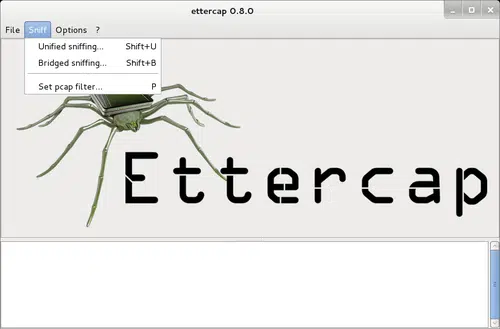 ettercap 0.8.0
File Sniff Options ?
Unified sniffing... Shift+U
Bridged sniffing... Shift+B
Set pcap filter... P
Ettercap